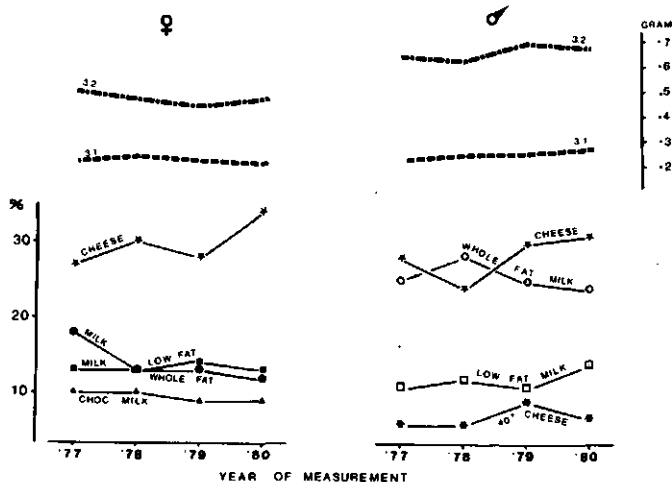 ♀ ♂ GRAM
.7
.6
.5
.4
.3
.2
3.2
3.1
3.2
3.1
%
30
20
10
CHEESE
MILK
MILK LOW FAT
WHOLE FAT
CHOC MILK
CHEESE
WHOLE FAT MILK
LOW FAT MILK
40+ CHEESE
'77 '78 '79 '80 '77 '78 '79 '80
YEAR OF MEASUREMENT